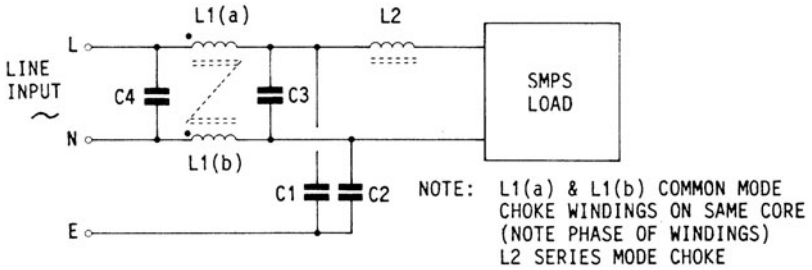 L1(a)
L2
L
LINE
INPUT
~
C4
C3
SMPS
LOAD
N
L1(b)
C1
C2
NOTE: L1(a) & L1(b) COMMON MODE
CHOKE WINDINGS ON SAME CORE
(NOTE PHASE OF WINDINGS)
L2 SERIES MODE CHOKE
E